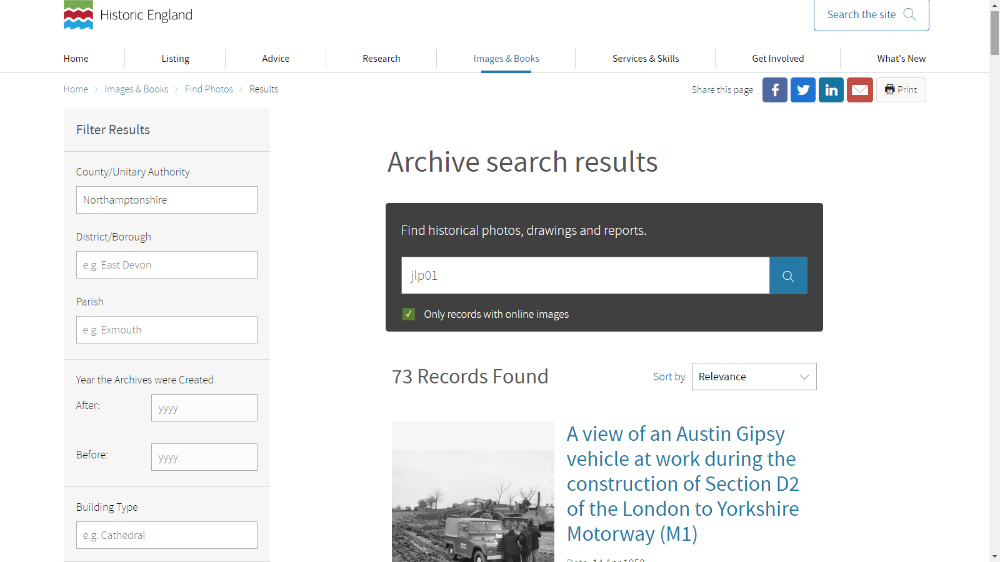 Historic England
Search the site
Home
Listing
Advice
Research
Images & Books
Services & Skills
Get Involved
What's New
Home > Images & Books > Find Photos > Results
Share this page
Print
Filter Results
County/Unitary Authority
Northamptonshire
District/Borough
e.g. East Devon
Parish
e.g. Exmouth
Year the Archives were Created
After:
yyyy
Before:
yyyy
Building Type
e.g. Cathedral
Archive search results
Find historical photos, drawings and reports.
jlp01
Only records with online images
73 Records Found
Sort by
Relevance
A view of an Austin Gipsy
vehicle at work during the
construction of Section D2
of the London to Yorkshire
Motorway (M1)